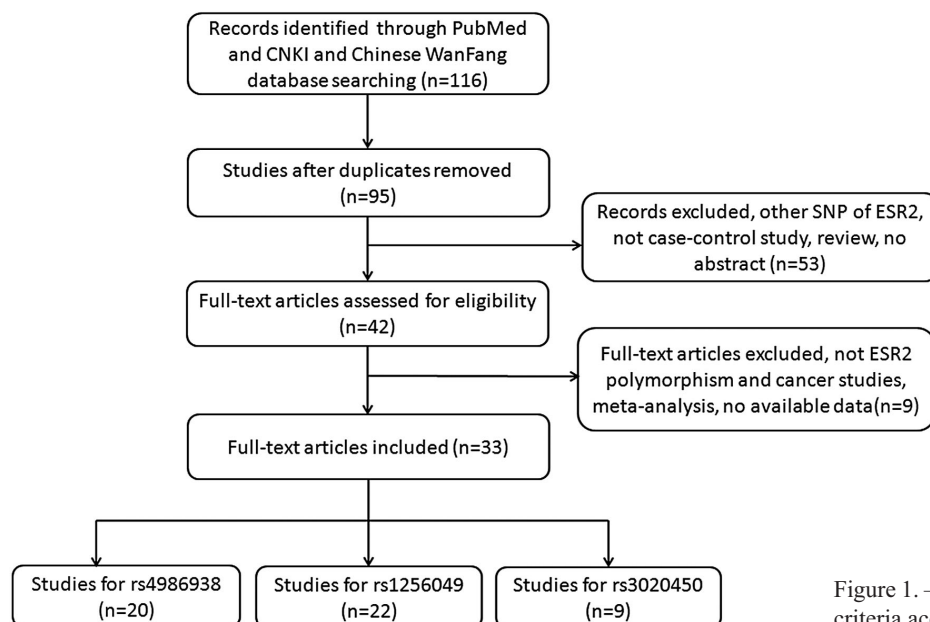 Records identified through PubMed
and CNKI and Chinese WanFang
database searching (n=116)
Studies after duplicates removed
(n=95)
Records excluded, other SNP of ESR2,
not case-control study, review, no
abstract (n=53)
Full-text articles assessed for eligibility
(n=42)
Full-text articles excluded, not ESR2
polymorphism and cancer studies,
meta-analysis, no available data(n=9)
Full-text articles included (n=33)
Studies for rs4986938
(n=20)
Studies for rs1256049
(n=22)
Studies for rs3020450
(n=9)
Figure 1. –
criteria acc